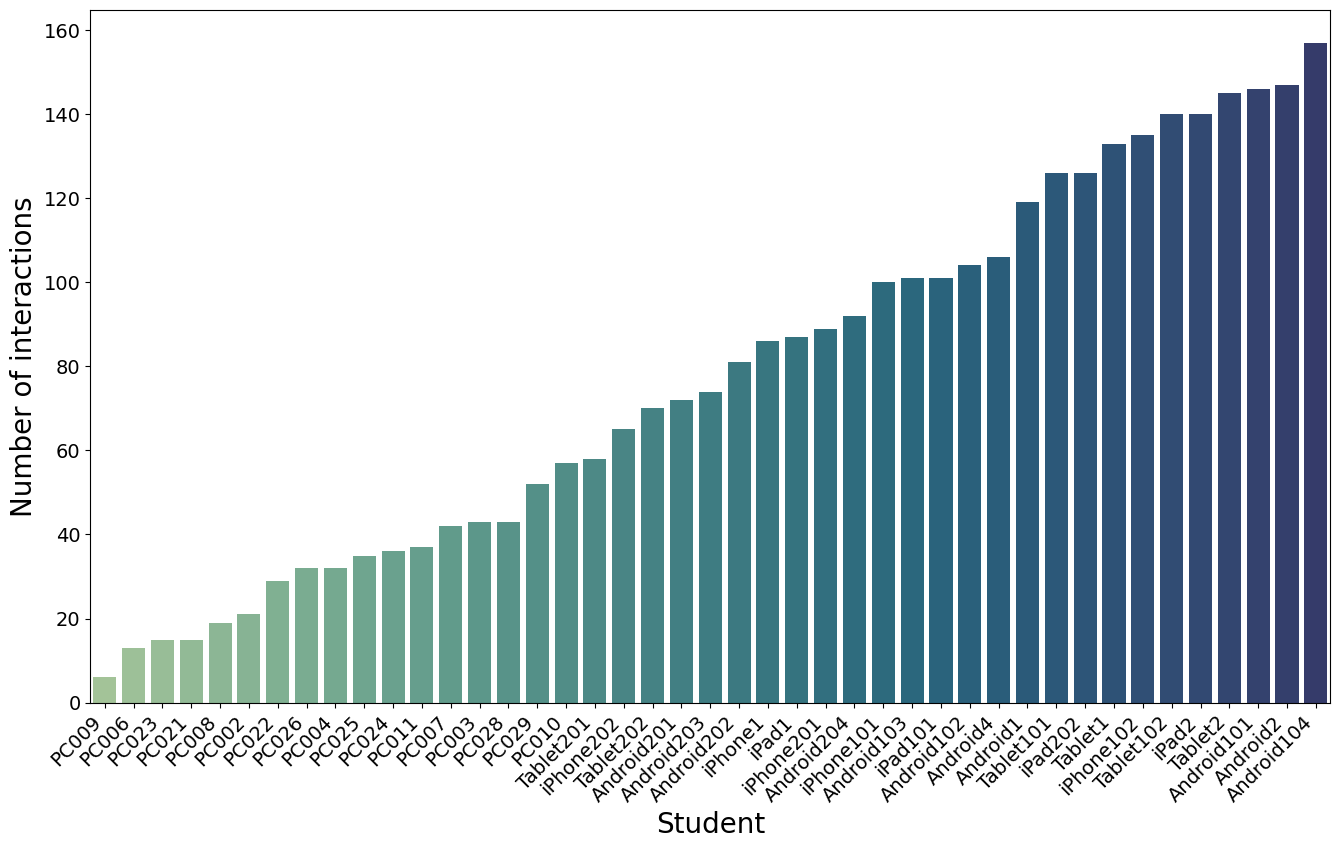 Number of interactions
160
140
120
100
80
60
40
20
0
PC009
PC006
PC023
PC021
PC008
PC002
PC022
PC026
PC004
PC025
PC024
PC011
PC007
PC003
PC028
PC029
PC010
Tablet201
iPhone202
Tablet202
Android201
Android203
Android202
iPhone1
iPad1
iPhone201
Android204
iPhone101
Android103
iPad101
Android102
Android4
Android1
Tablet101
iPad202
Tablet1
iPhone102
Tablet102
iPad2
Tablet2
Android101
Android2
Android104
Student